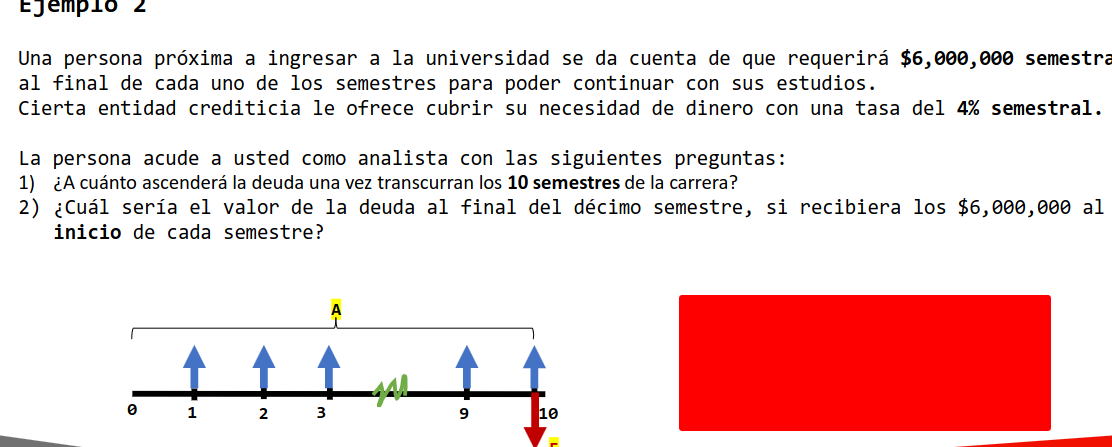 Ejemplo 2
Una persona próxima a ingresar a la universidad se da cuenta de que requerirá $6,000,000 semestra
al final de cada uno de los semestres para poder continuar con sus estudios.
Cierta entidad crediticia le ofrece cubrir su necesidad de dinero con una tasa del 4% semestral.
La persona acude a usted como analista con las siguientes preguntas:
1) ¿A cuánto ascenderá la deuda una vez transcurran los 10 semestres de la carrera?
2) ¿Cuál sería el valor de la deuda al final del décimo semestre, si recibiera los $6,000,000 al
inicio de cada semestre?
A
0 1 2 3 9 10
F